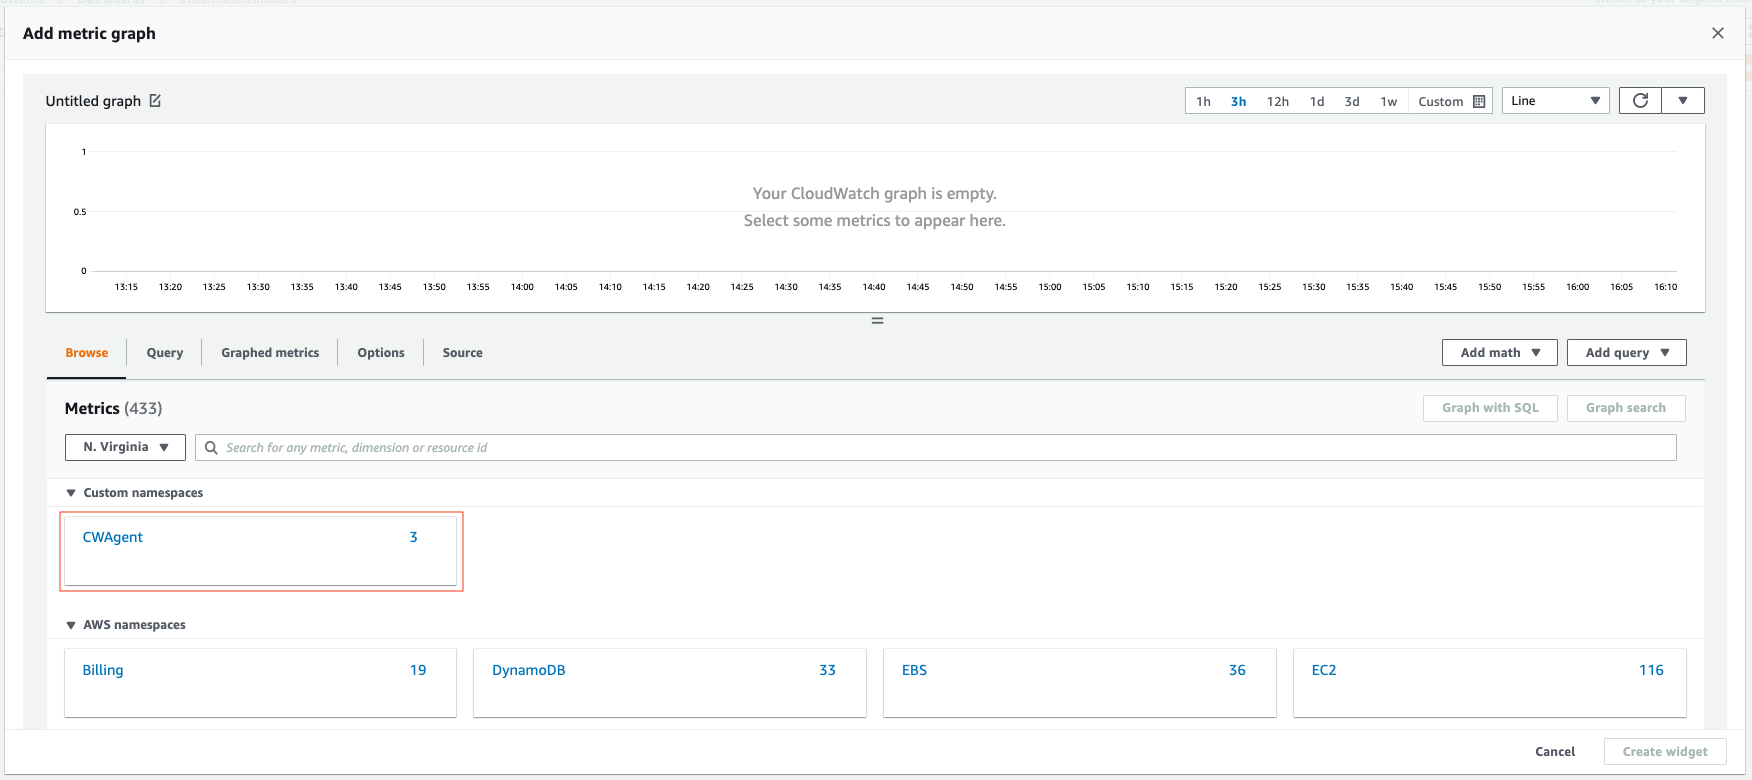 Add metric graph
Untitled graph
1h 3h 12h 1d 3d 1w Custom Line
1
Your CloudWatch graph is empty.
0.5
Select some metrics to appear here.
0
13:15 13:20 13:25 13:30 13:35 13:40 13:45 13:50 13:55 14:00 14:05 14:10 14:15 14:20 14:25 14:30 14:35 14:40 14:45 14:50 14:55 15:00 15:05 15:10 15:15 15:20 15:25 15:30 15:35 15:40 15:45 15:50 15:55 16:00 16:05 16:10
Browse Query Graphed metrics Options Source Add math Add query
Metrics (433) Graph with SQL Graph search
N. Virginia Search for any metric, dimension or resource id
Custom namespaces
CWAgent 3
AWS namespaces
Billing 19 DynamoDB 33 EBS 36 EC2 116
Cancel Create widget